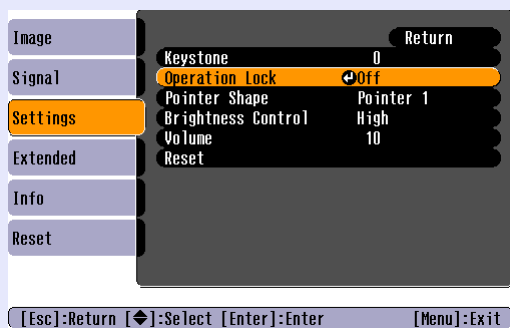 Image
Signal
Settings
Extended
Info
Reset
Return
Keystone 0
Operation Lock Off
Pointer Shape Pointer 1
Brightness Control High
Volume 10
Reset
[Esc]:Return [◆]:Select [Enter]:Enter [Menu]:Exit